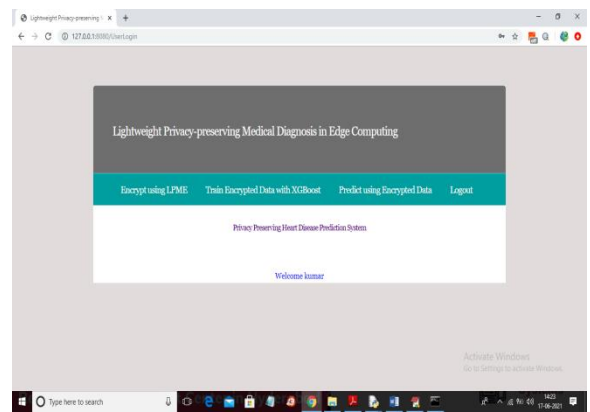 Lightweight Privacy-preserving
127.0.0.1:8080/UserLogin
Lightweight Privacy-preserving Medical Diagnosis in Edge Computing
Encrypt using LPME Train Encrypted Data with XGBoost Predict using Encrypted Data Logout
Privacy Preserving Heart Disease Prediction System
Welcome kumar
Activate Windows
Go to Settings to activate Windows.
Type here to search
14:23
17-06-2021